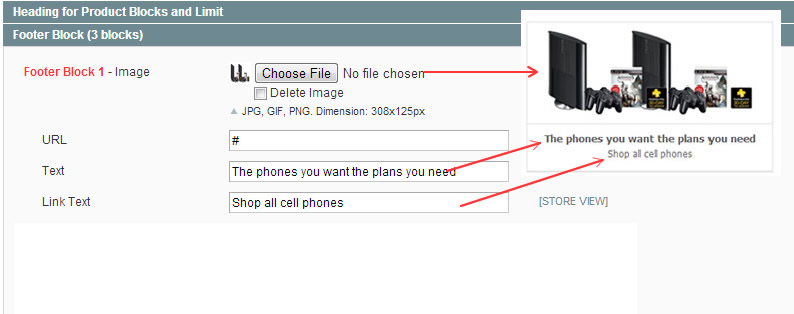 Heading for Product Blocks and Limit
Footer Block (3 blocks)
Footer Block 1 - Image
Choose File No file chosen
Delete Image
JPG, GIF, PNG. Dimension: 308x125px
URL
#
Text
The phones you want the plans you need
Link Text
Shop all cell phones
[STORE VIEW]
The phones you want the plans you need
Shop all cell phones